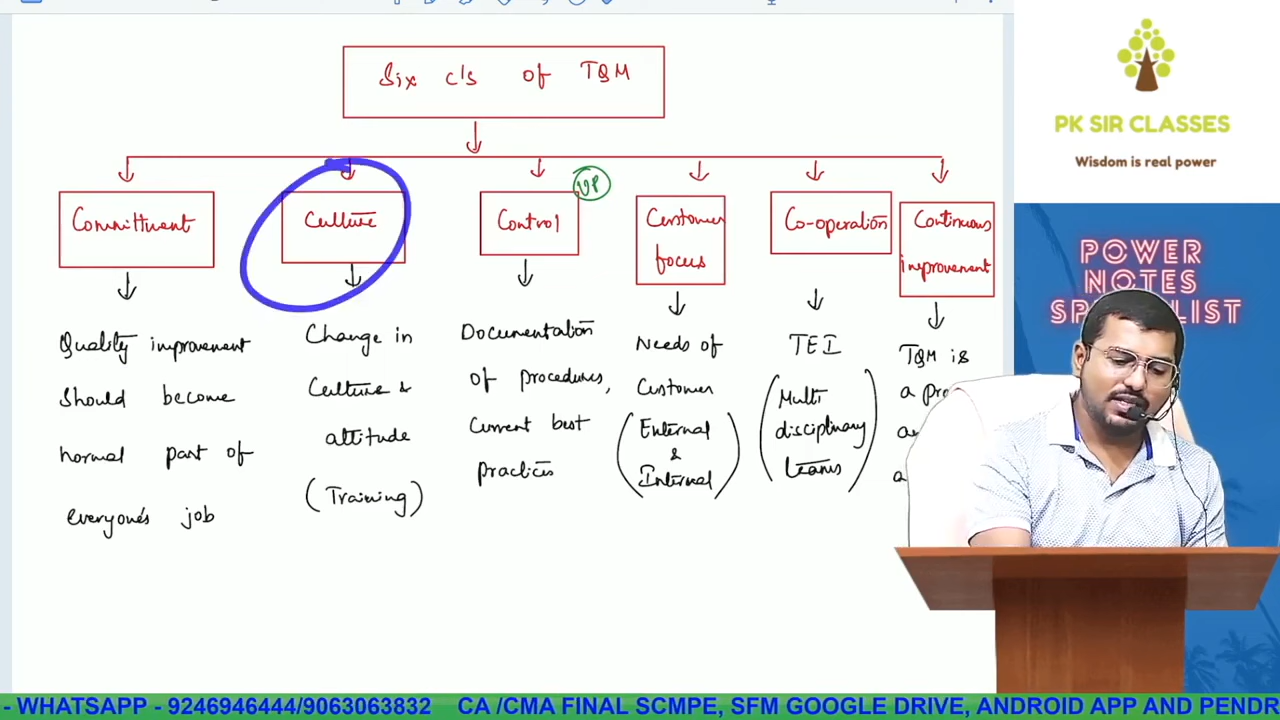 Six c's of TQM
Committment
Culture
Control
VP
Customer
focus
Co-operation
Continuous
improvement
Quality improvement
should become
normal part of
everyone's job
Change in
Culture &
attitude
(Training)
Documentation
of procedures,
current best
practices
Needs of
Customer
(External
&
Internal)
TEI
(Multi
disciplinary
teams)
TQM is
a
PK SIR CLASSES
Wisdom is real power
POWER
NOTES
- WHATSAPP - 9246946444/9063063832 CA /CMA FINAL SCMPE, SFM GOOGLE DRIVE, ANDROID APP AND PENDR